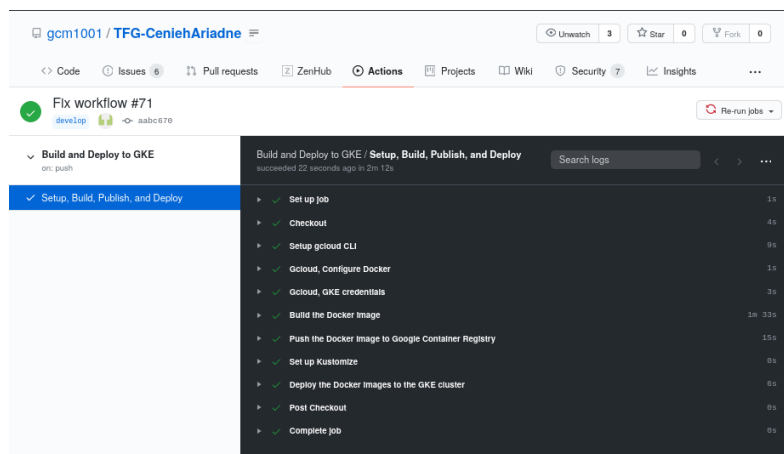 gcm1001 / TFG-CeniehAriadne
Unwatch 3 Star 0 Fork 0
Code Issues 6 Pull requests ZenHub Actions Projects Wiki Security 7 Insights ...
Fix workflow #71
develop aabc670
Re-run jobs
Build and Deploy to GKE
on: push
Setup, Build, Publish, and Deploy
Build and Deploy to GKE / Setup, Build, Publish, and Deploy
succeeded 22 seconds ago in 2m 12s
Search logs
Set up job 1s
Checkout 4s
Setup gcloud CLI 9s
Gcloud, Configure Docker 1s
Gcloud, GKE credentials 3s
Build the Docker Image 1m 33s
Push the Docker Image to Google Container Registry 15s
Set up Kustomize 0s
Deploy the Docker Images to the GKE cluster 6s
Post Checkout 0s
Complete job 0s